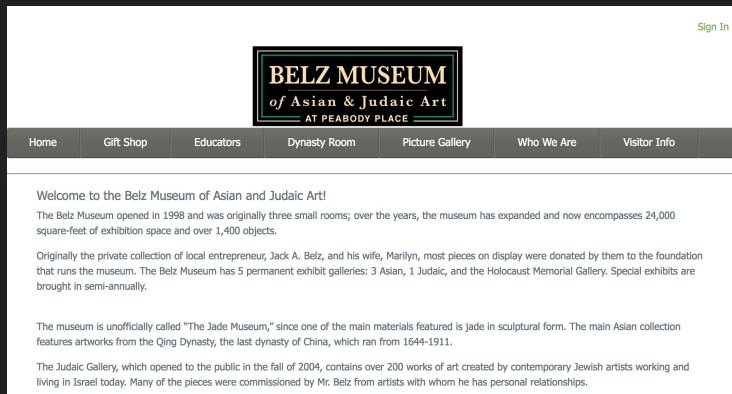 Sign In
BELZ MUSEUM
of Asian & Judaic Art
AT PEABODY PLACE
Home Gift Shop Educators Dynasty Room Picture Gallery Who We Are Visitor Info
Welcome to the Belz Museum of Asian and Judaic Art!
The Belz Museum opened in 1998 and was originally three small rooms; over the years, the museum has expanded and now encompasses 24,000
square-feet of exhibition space and over 1,400 objects.
Originally the private collection of local entrepreneur, Jack A. Belz, and his wife, Marilyn, most pieces on display were donated by them to the foundation
that runs the museum. The Belz Museum has 5 permanent exhibit galleries: 3 Asian, 1 Judaic, and the Holocaust Memorial Gallery. Special exhibits are
brought in semi-annually.
The museum is unofficially called “The Jade Museum,” since one of the main materials featured is jade in sculptural form. The main Asian collection
features artworks from the Qing Dynasty, the last dynasty of China, which ran from 1644-1911.
The Judaic Gallery, which opened to the public in the fall of 2004, contains over 200 works of art created by contemporary Jewish artists working and
living in Israel today. Many of the pieces were commissioned by Mr. Belz from artists with whom he has personal relationships.